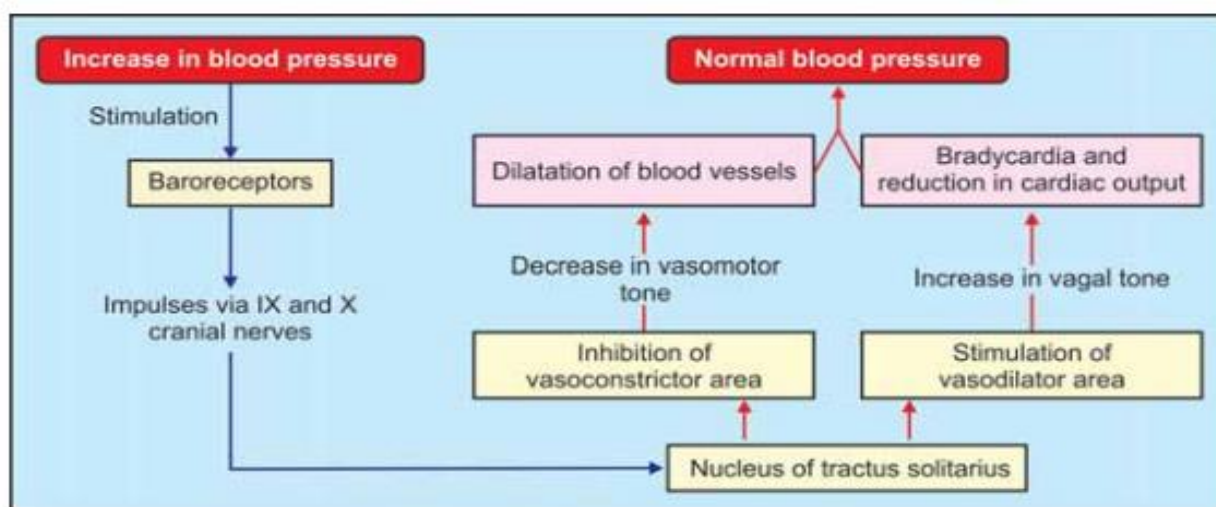 Increase in blood pressure
Stimulation
Baroreceptors
Impulses via IX and X
cranial nerves
Normal blood pressure
Dilatation of blood vessels
Bradycardia and
reduction in cardiac output
Decrease in vasomotor
tone
Increase in vagal tone
Inhibition of
vasoconstrictor area
Stimulation of
vasodilator area
Nucleus of tractus solitarius